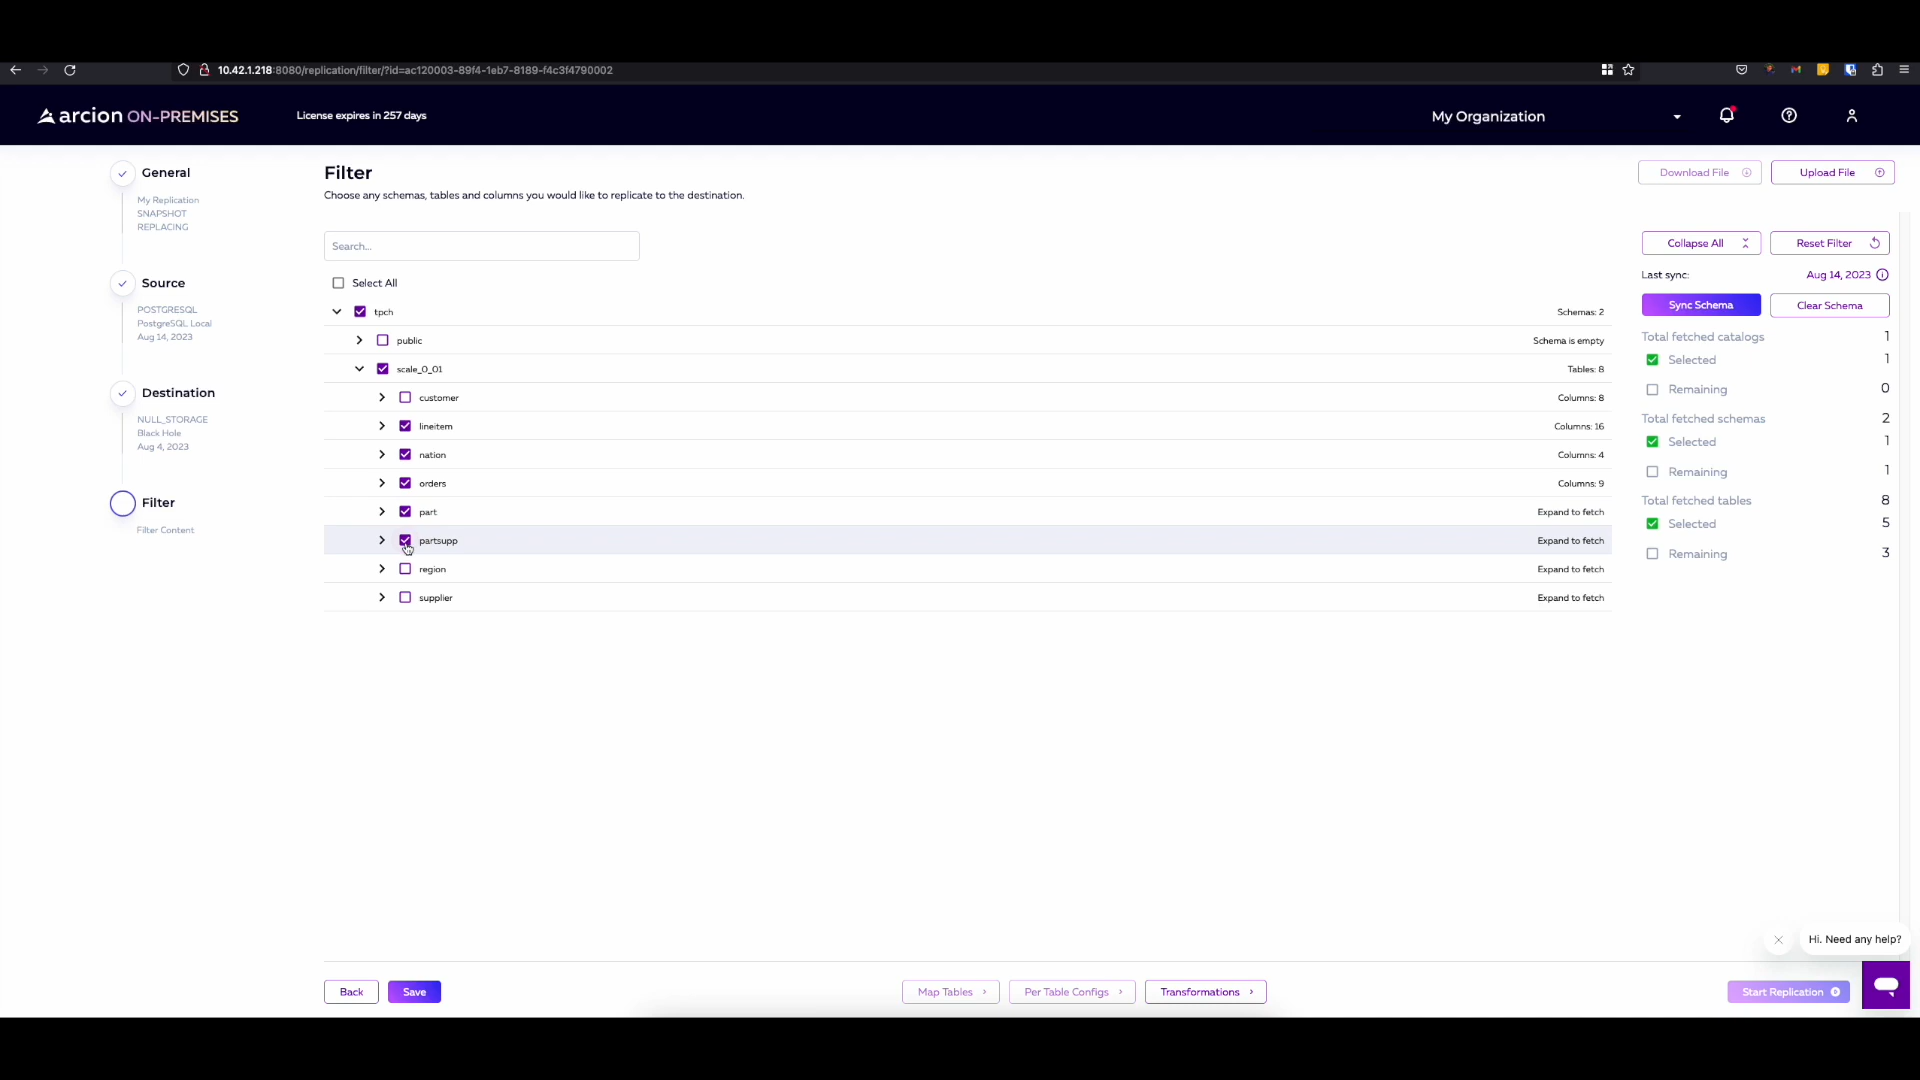 10.42.1.218:8080/replication/filter/?id=ac120003-89f4-1eb7-8189-f4c3f4790002
arcion ON-PREMISES
License expires in 257 days
My Organization
General
My Replication
SNAPSHOT
REPLACING
Source
POSTGRESQL
PostgreSQL Local
Aug 14, 2023
Destination
NULL_STORAGE
Black Hole
Aug 4, 2023
Filter
Filter Content
Filter
Choose any schemas, tables and columns you would like to replicate to the destination.
Download File
Upload File
Search...
Select All
tpch Schemas: 2
public Schema is empty
scale_0_01 Tables: 8
customer Columns: 8
lineitem Columns: 16
nation Columns: 4
orders Columns: 9
part Expand to fetch
partsupp Expand to fetch
region Expand to fetch
supplier Expand to fetch
Collapse All
Reset Filter
Last sync: Aug 14, 2023
Sync Schema
Clear Schema
Total fetched catalogs 1
Selected 1
Remaining 0
Total fetched schemas 2
Selected 1
Remaining 1
Total fetched tables 8
Selected 5
Remaining 3
Hi. Need any help?
Back
Save
Map Tables
Per Table Configs
Transformations
Start Replication